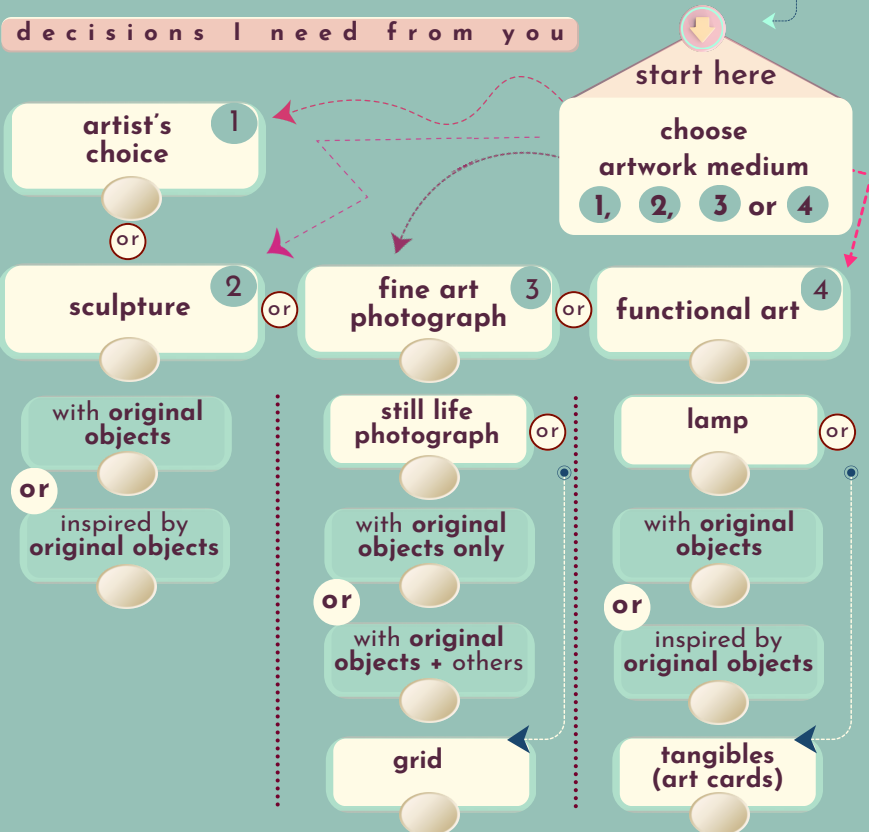 decisions I need from you
start here
choose
artwork medium
1, 2, 3 or 4
artist's
choice
1
or
sculpture
2
or
fine art
photograph
3
or
functional art
4
with original
objects
or
inspired by
original objects
still life
photograph
or
with original
objects only
or
with original
objects + others
grid
lamp
or
with original
objects
or
inspired by
original objects
tangibles
(art cards)